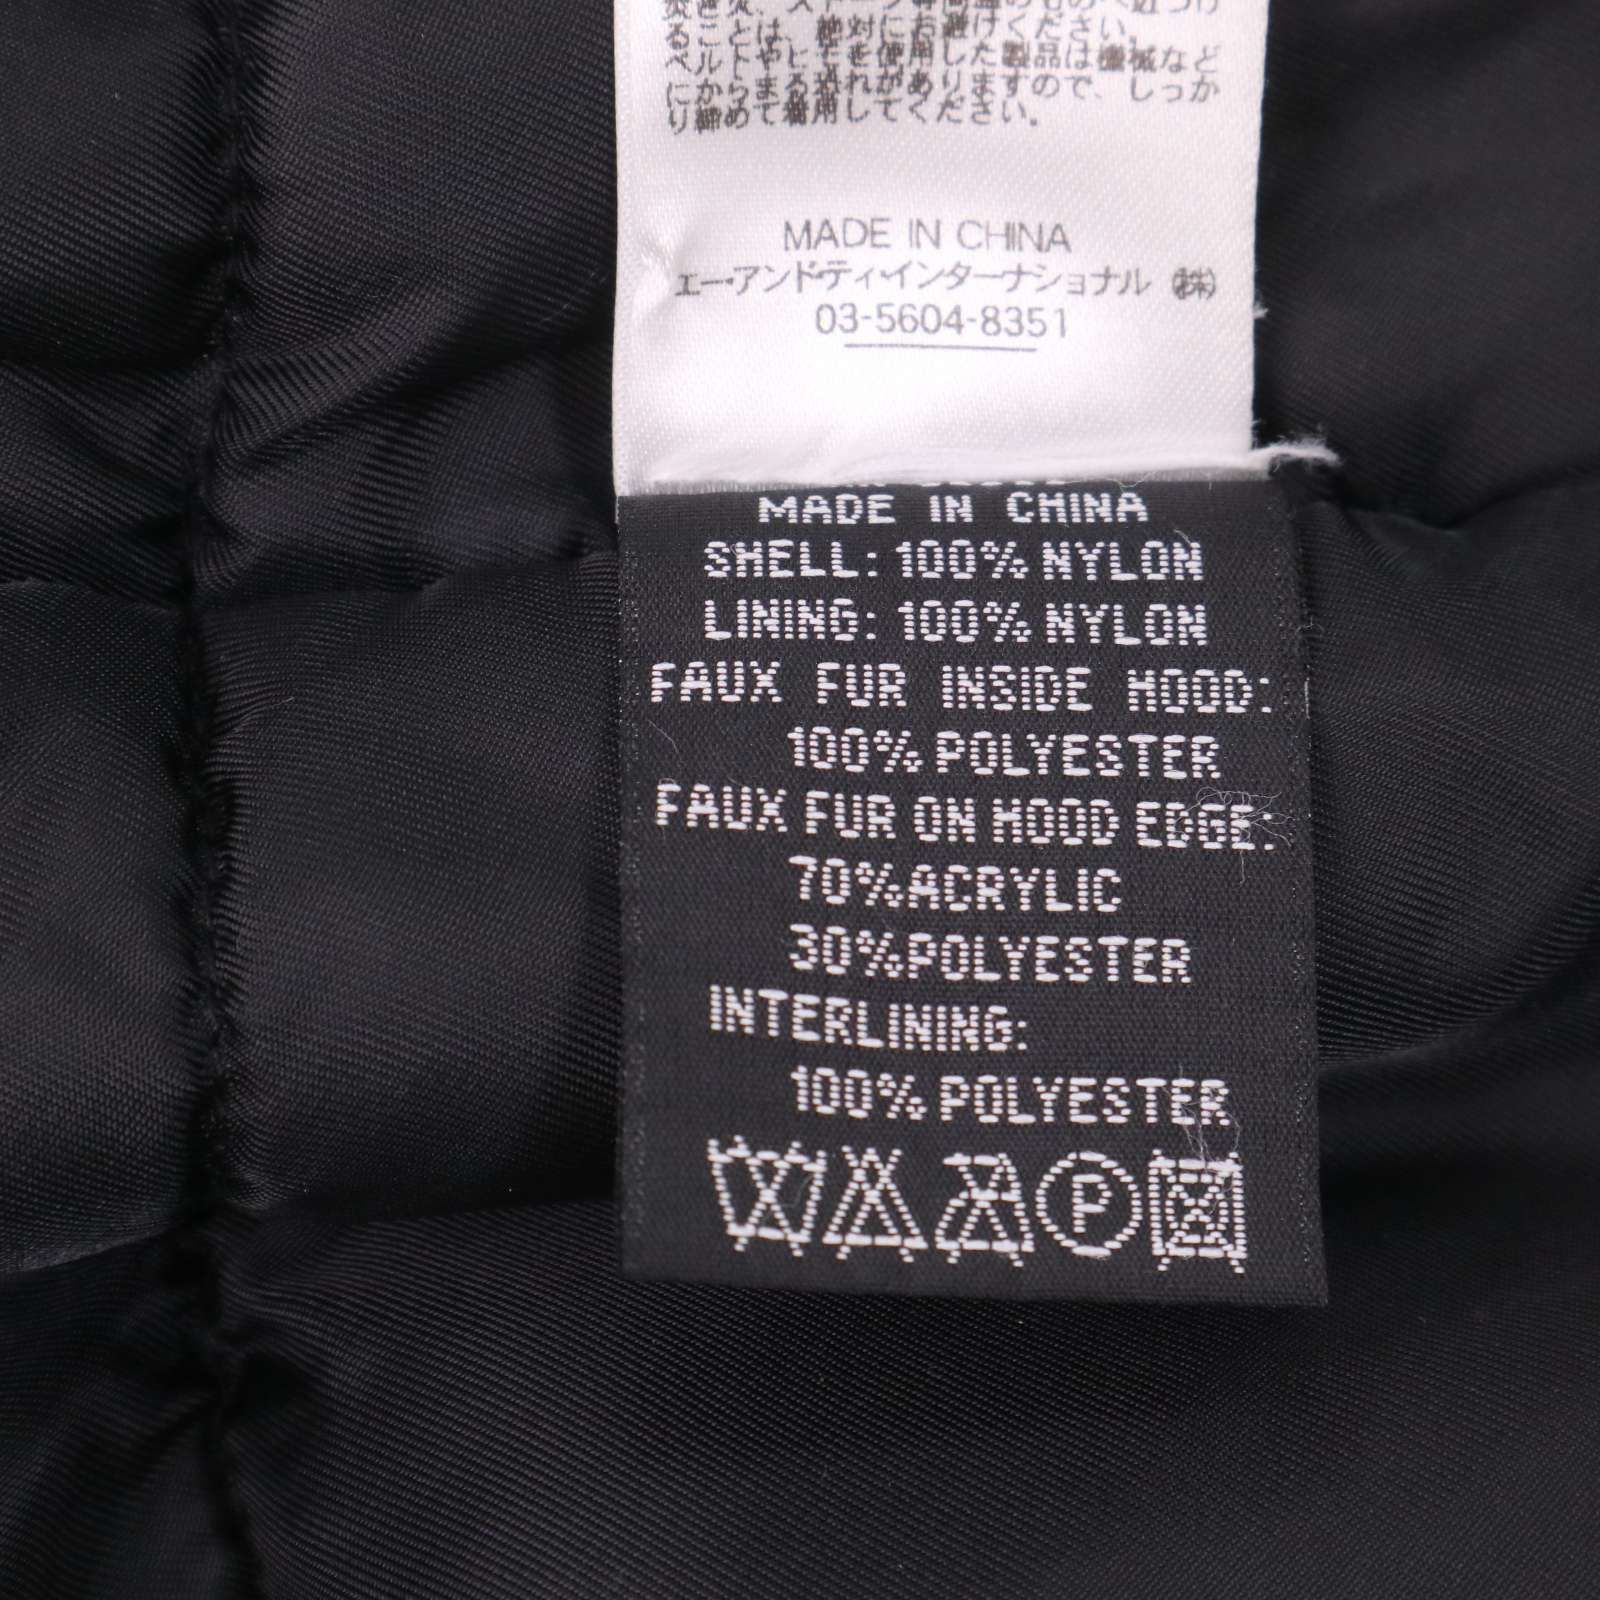 ることは、絶対にお避けください。
ベルトやヒモを使用した製品は機械など
にからまる恐れがありますので、しっか
り締めて着用してください。
MADE IN CHINA
エー・アンド・ティ・インターナショナル (株)
03-5604-8351
MADE IN CHINA
SHELL: 100% NYLON
LINING: 100% NYLON
FAUX FUR INSIDE HOOD:
100% POLYESTER
FAUX FUR ON HOOD EDGE:
70%ACRYLIC
30%POLYESTER
INTERLINING:
100% POLYESTER
P